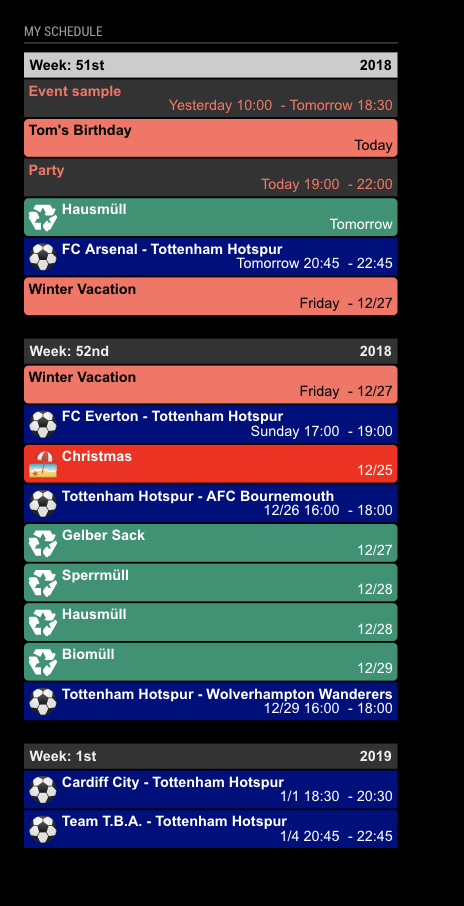 MY SCHEDULE
Week: 51st 2018
Event sample
Yesterday 10:00 - Tomorrow 18:30
Tom's Birthday
Today
Party
Today 19:00 - 22:00
Hausmüll
Tomorrow
FC Arsenal - Tottenham Hotspur
Tomorrow 20:45 - 22:45
Winter Vacation
Friday - 12/27
Week: 52nd 2018
Winter Vacation
Friday - 12/27
FC Everton - Tottenham Hotspur
Sunday 17:00 - 19:00
Christmas
12/25
Tottenham Hotspur - AFC Bournemouth
12/26 16:00 - 18:00
Gelber Sack
12/27
Sperrmüll
12/28
Hausmüll
12/28
Biomüll
12/29
Tottenham Hotspur - Wolverhampton Wanderers
12/29 16:00 - 18:00
Week: 1st 2019
Cardiff City - Tottenham Hotspur
1/1 18:30 - 20:30
Team T.B.A. - Tottenham Hotspur
1/4 20:45 - 22:45